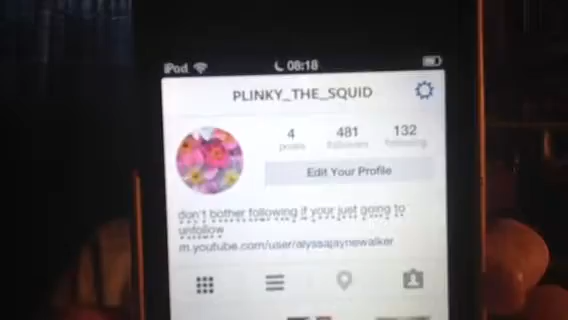 iPod 08:18
PLINKY_THE_SQUID
4 481 132
posts followers following
Edit Your Profile
don't bother following if your just going to
unfollow
m.youtube.com/user/alyssajaynewalker